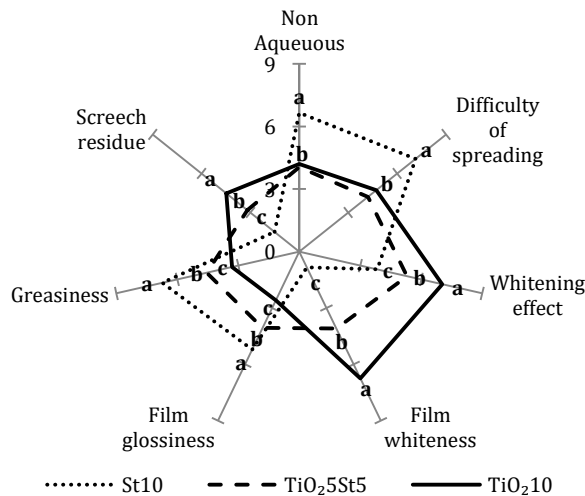 Non
Aqueuous
9
a
Difficulty
of
spreading
Screech
residue
6
a
b
b
a
3
b
c
0
Whitening
effect
c
b
a
Greasiness
a
b
c
c
c
b
b
a
a
Film
glossiness
Film
whiteness
St10
TiO₂5St5
TiO₂10